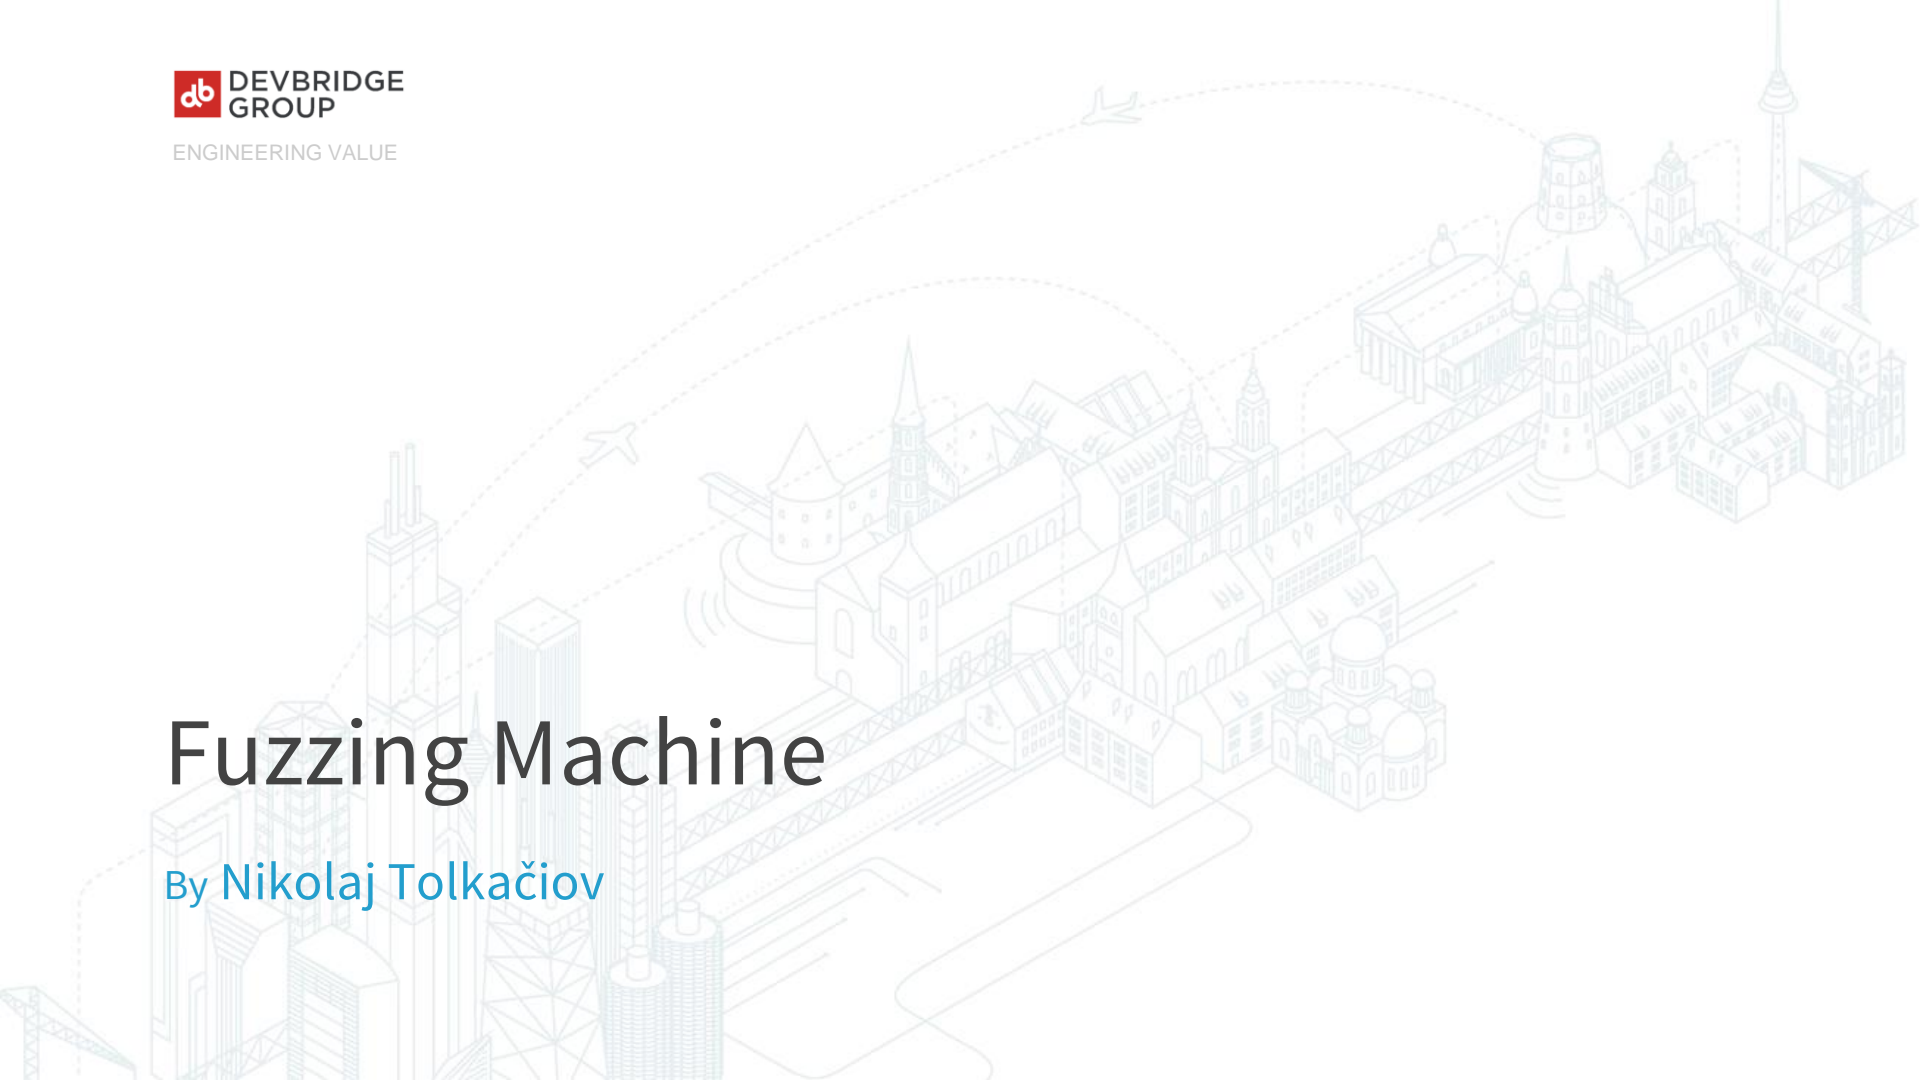 DEVBRIDGE
GROUP
ENGINEERING VALUE
Fuzzing Machine
By Nikolaj Tolkačiov